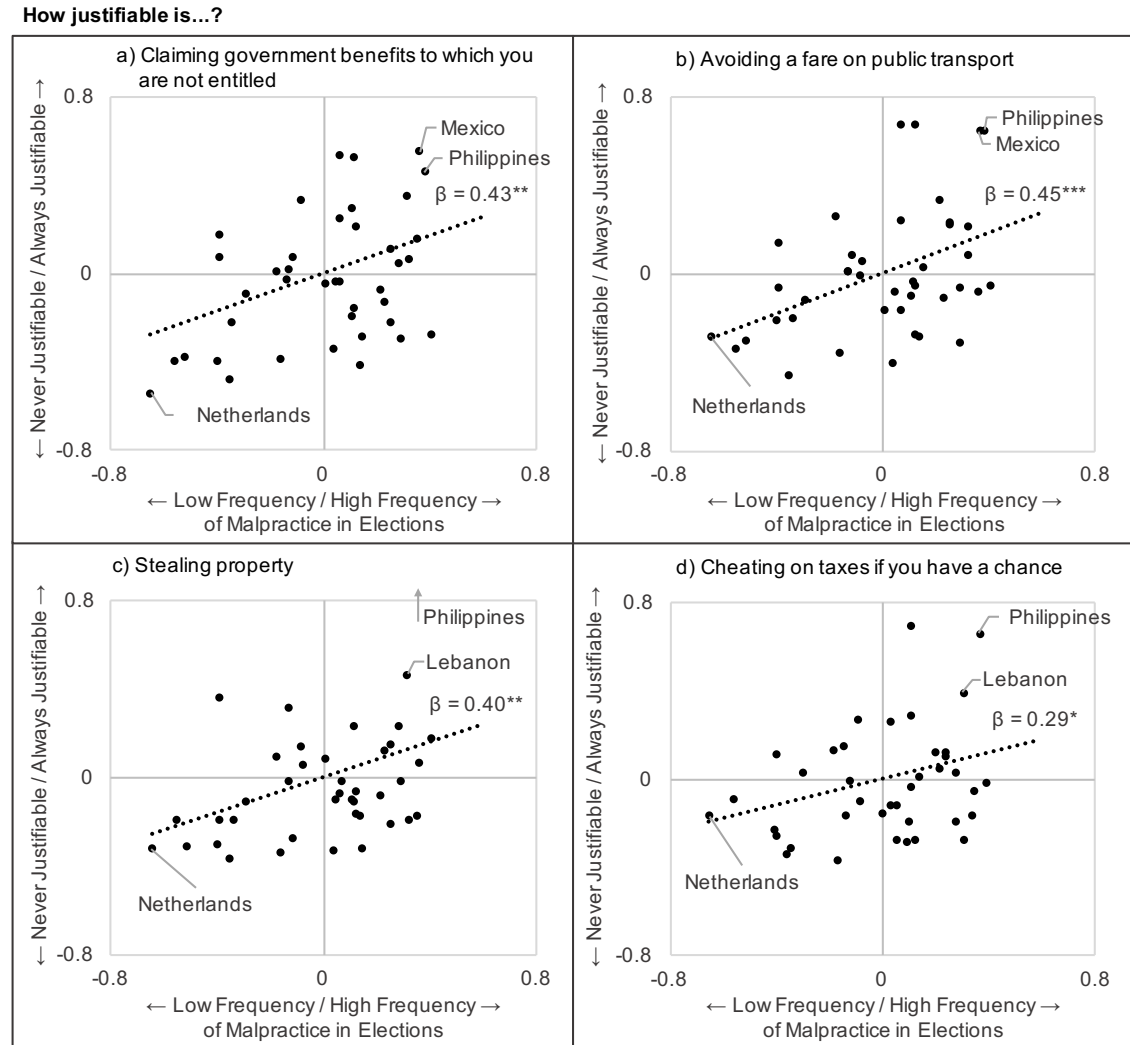 How justifiable is...?
a) Claiming government benefits to which you
are not entitled
← Never Justifiable / Always Justifiable →
0.8
0
-0.8
-0.8
0
0.8
Mexico
Philippines
β = 0.43**
Netherlands
← Low Frequency / High Frequency →
of Malpractice in Elections
b) Avoiding a fare on public transport
← Never Justifiable / Always Justifiable →
0.8
0
-0.8
-0.8
0
0.8
Philippines
Mexico
β = 0.45***
Netherlands
← Low Frequency / High Frequency →
of Malpractice in Elections
c) Stealing property
← Never Justifiable / Always Justifiable →
0.8
0
-0.8
-0.8
0
0.8
Philippines
Lebanon
β = 0.40**
Netherlands
← Low Frequency / High Frequency →
of Malpractice in Elections
d) Cheating on taxes if you have a chance
← Never Justifiable / Always Justifiable →
0.8
0
-0.8
-0.8
0
0.8
Philippines
Lebanon
β = 0.29*
Netherlands
← Low Frequency / High Frequency →
of Malpractice in Elections